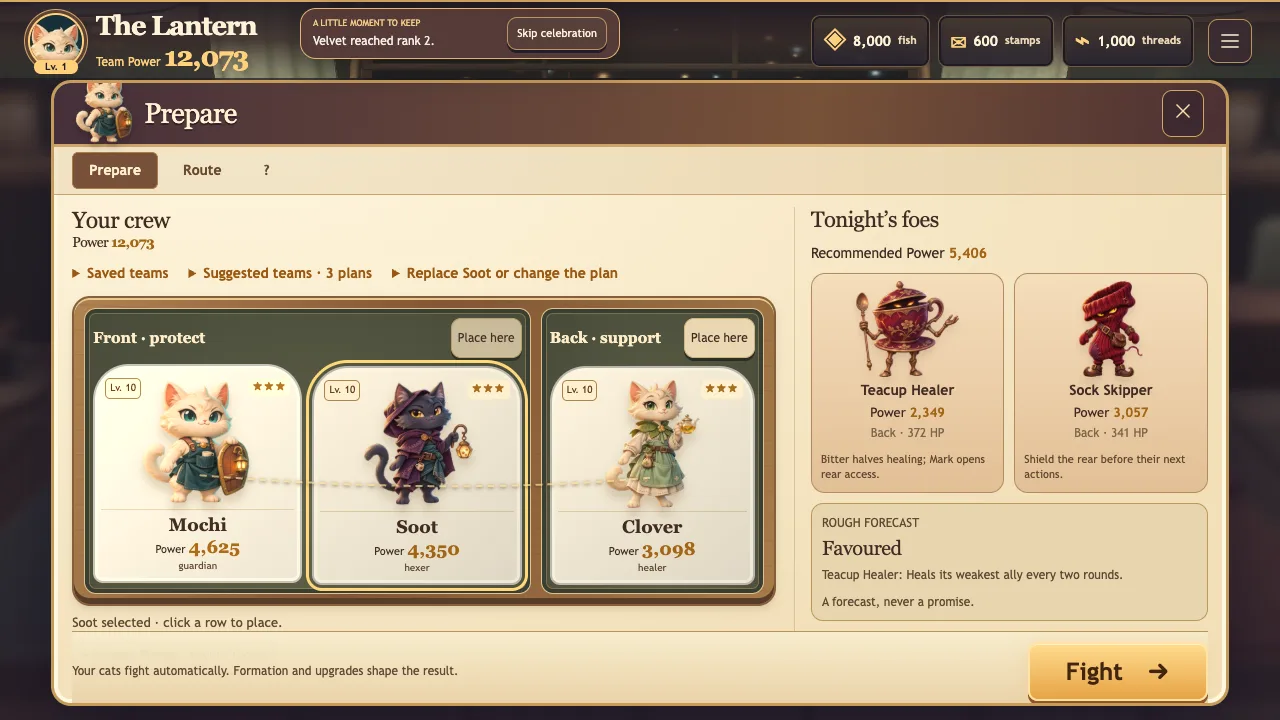 The Lantern
Team Power 12,073
Lv. 1
A LITTLE MOMENT TO KEEP
Velvet reached rank 2.
Skip celebration
8,000 fish
600 stamps
1,000 threads
Prepare
Prepare
Route
?
Your crew
Power 12,073
Saved teams
Suggested teams · 3 plans
Replace Soot or change the plan
Front · protect
Place here
Back · support
Place here
Lv. 10
Mochi
Power 4,625
guardian
Lv. 10
Soot
Power 4,350
hexer
Lv. 10
Clover
Power 3,098
healer
Soot selected · click a row to place.
Tonight’s foes
Recommended Power 5,406
Teacup Healer
Power 2,349
Back · 372 HP
Bitter halves healing; Mark opens
rear access.
Sock Skipper
Power 3,057
Back · 341 HP
Shield the rear before their next
actions.
ROUGH FORECAST
Favoured
Teacup Healer: Heals its weakest ally every two rounds.
A forecast, never a promise.
Your cats fight automatically. Formation and upgrades shape the result.
Fight